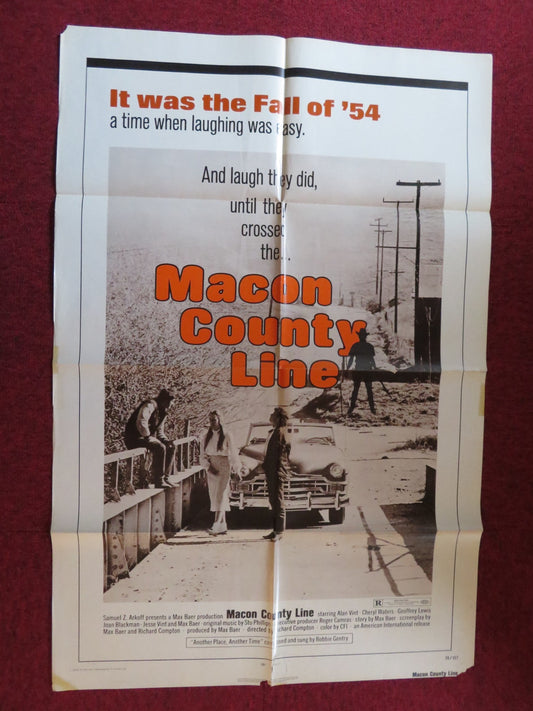 It was the Fall of '54
a time when laughing was easy.
And laugh they did,
until they
crossed
the...
Macon
County
Line
R
Samuel Z. Arkoff presents a Max Baer production Macon County Line starring Alan Vint · Cheryl Waters · Geoffrey Lewis
Joan Blackman · Jesse Vint and Max Baer · original music by Stu Phillips · executive producer Roger Camras · story by Max Baer · screenplay by
Max Baer and Richard Compton · produced by Max Baer · directed by Richard Compton · color by CFI · an American International release
"Another Place, Another Time" composed and sung by Bobbie Gentry
Macon County Line